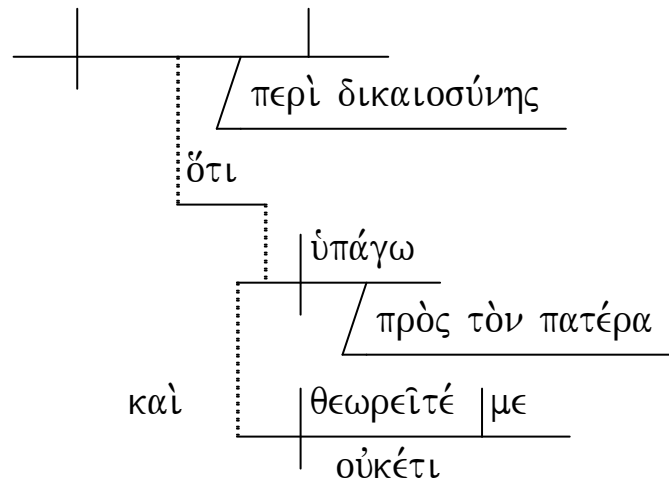 περὶ δικαιοσύνης
ὅτι
ὑπάγω
πρὸς τὸν πατέρα
καὶ θεωρεῖτέ με
οὐκέτι